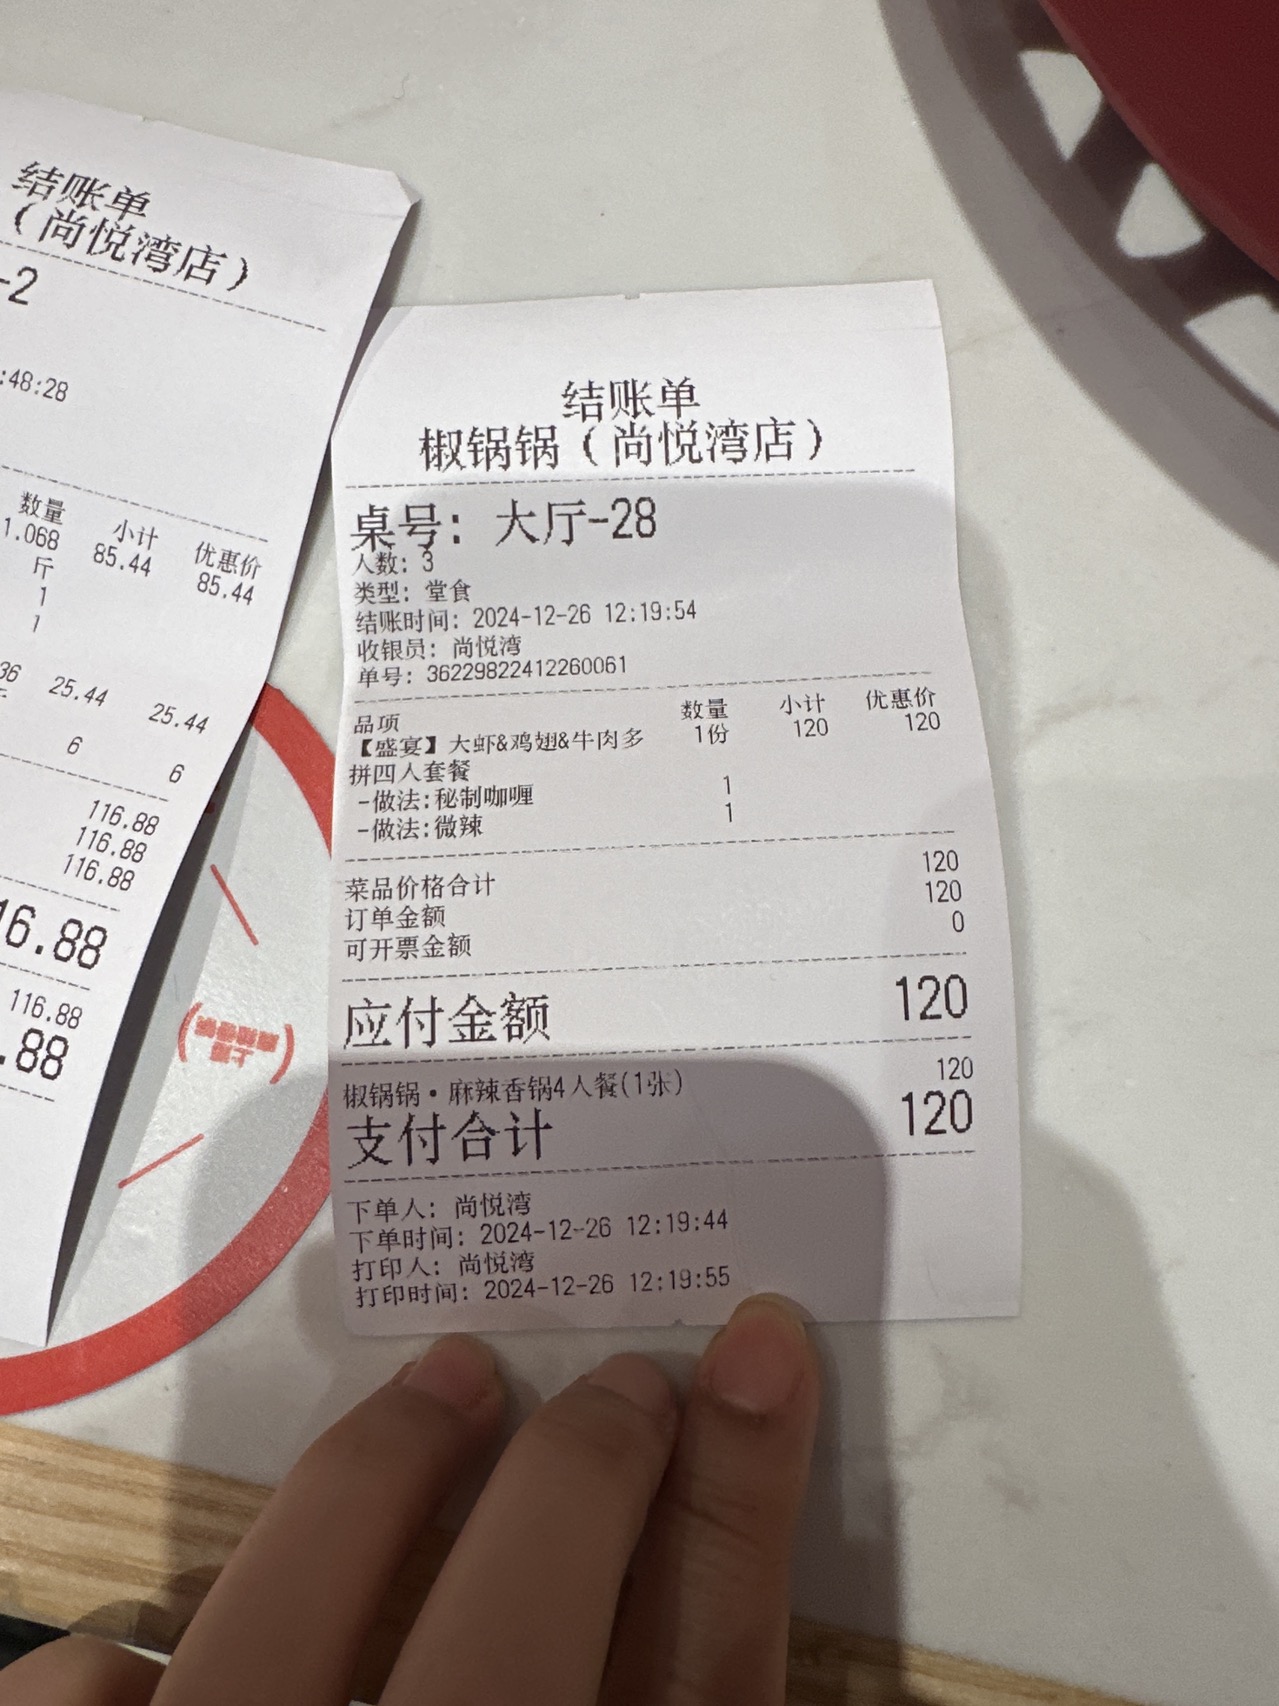 结账单
（尚悦湾店）
-2
:48:28
数量 小计 优惠价
1.068 85.44 85.44
斤
1
1
36 25.44 25.44
6 6
116.88
116.88
116.88
16.88
116.88
.88
结账单
椒锅锅（尚悦湾店）
桌号：大厅-28
人数：3
类型：堂食
结账时间：2024-12-26 12:19:54
收银员：尚悦湾
单号：36229822412260061
品项 数量 小计 优惠价
【盛宴】大虾&鸡翅&牛肉多 1份 120 120
拼四人套餐
-做法:秘制咖喱 1
-做法:微辣 1
菜品价格合计 120
订单金额 120
可开票金额 0
应付金额 120
椒锅锅·麻辣香锅4人餐(1张) 120
支付合计 120
下单人：尚悦湾
下单时间：2024-12-26 12:19:44
打印人：尚悦湾
打印时间：2024-12-26 12:19:55